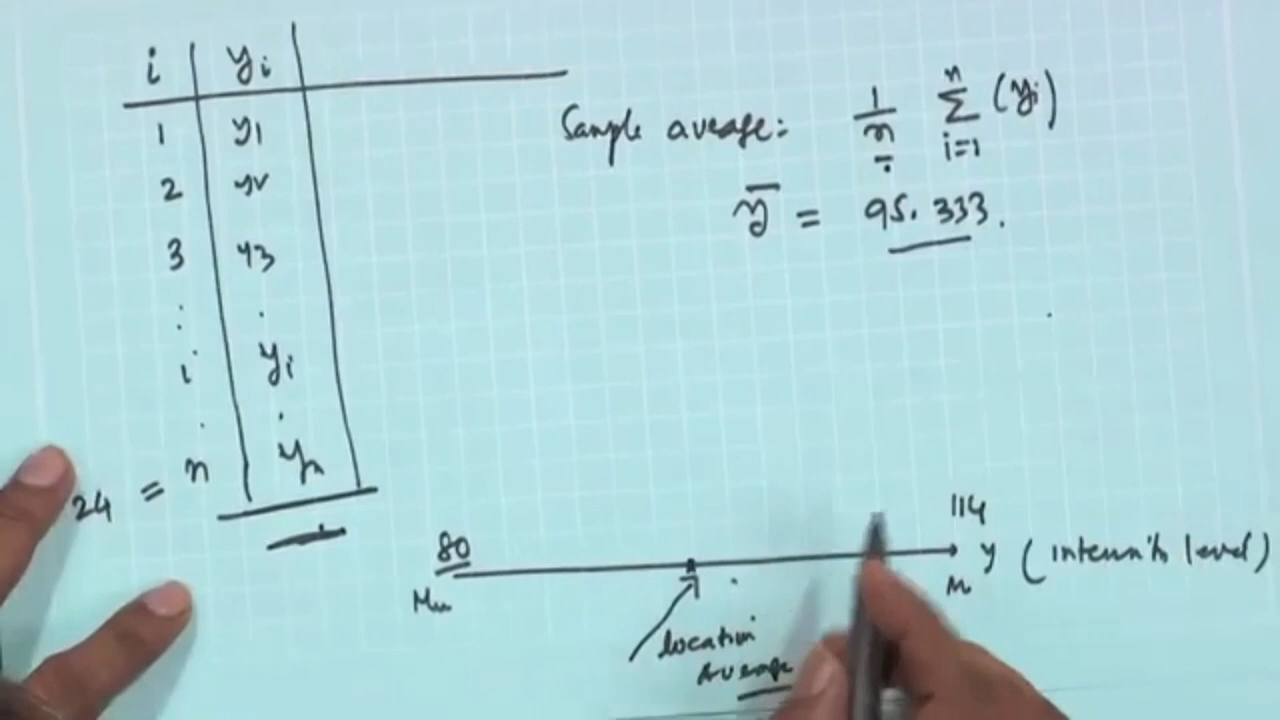 i yi
1 y1
2 y2
3 y3
:
i yi
.
24 = n yn
Sample average: 1/n Σ i=1 n (yi)
ȳ = 95.333.
80
114
y (intensity level)
location
Average